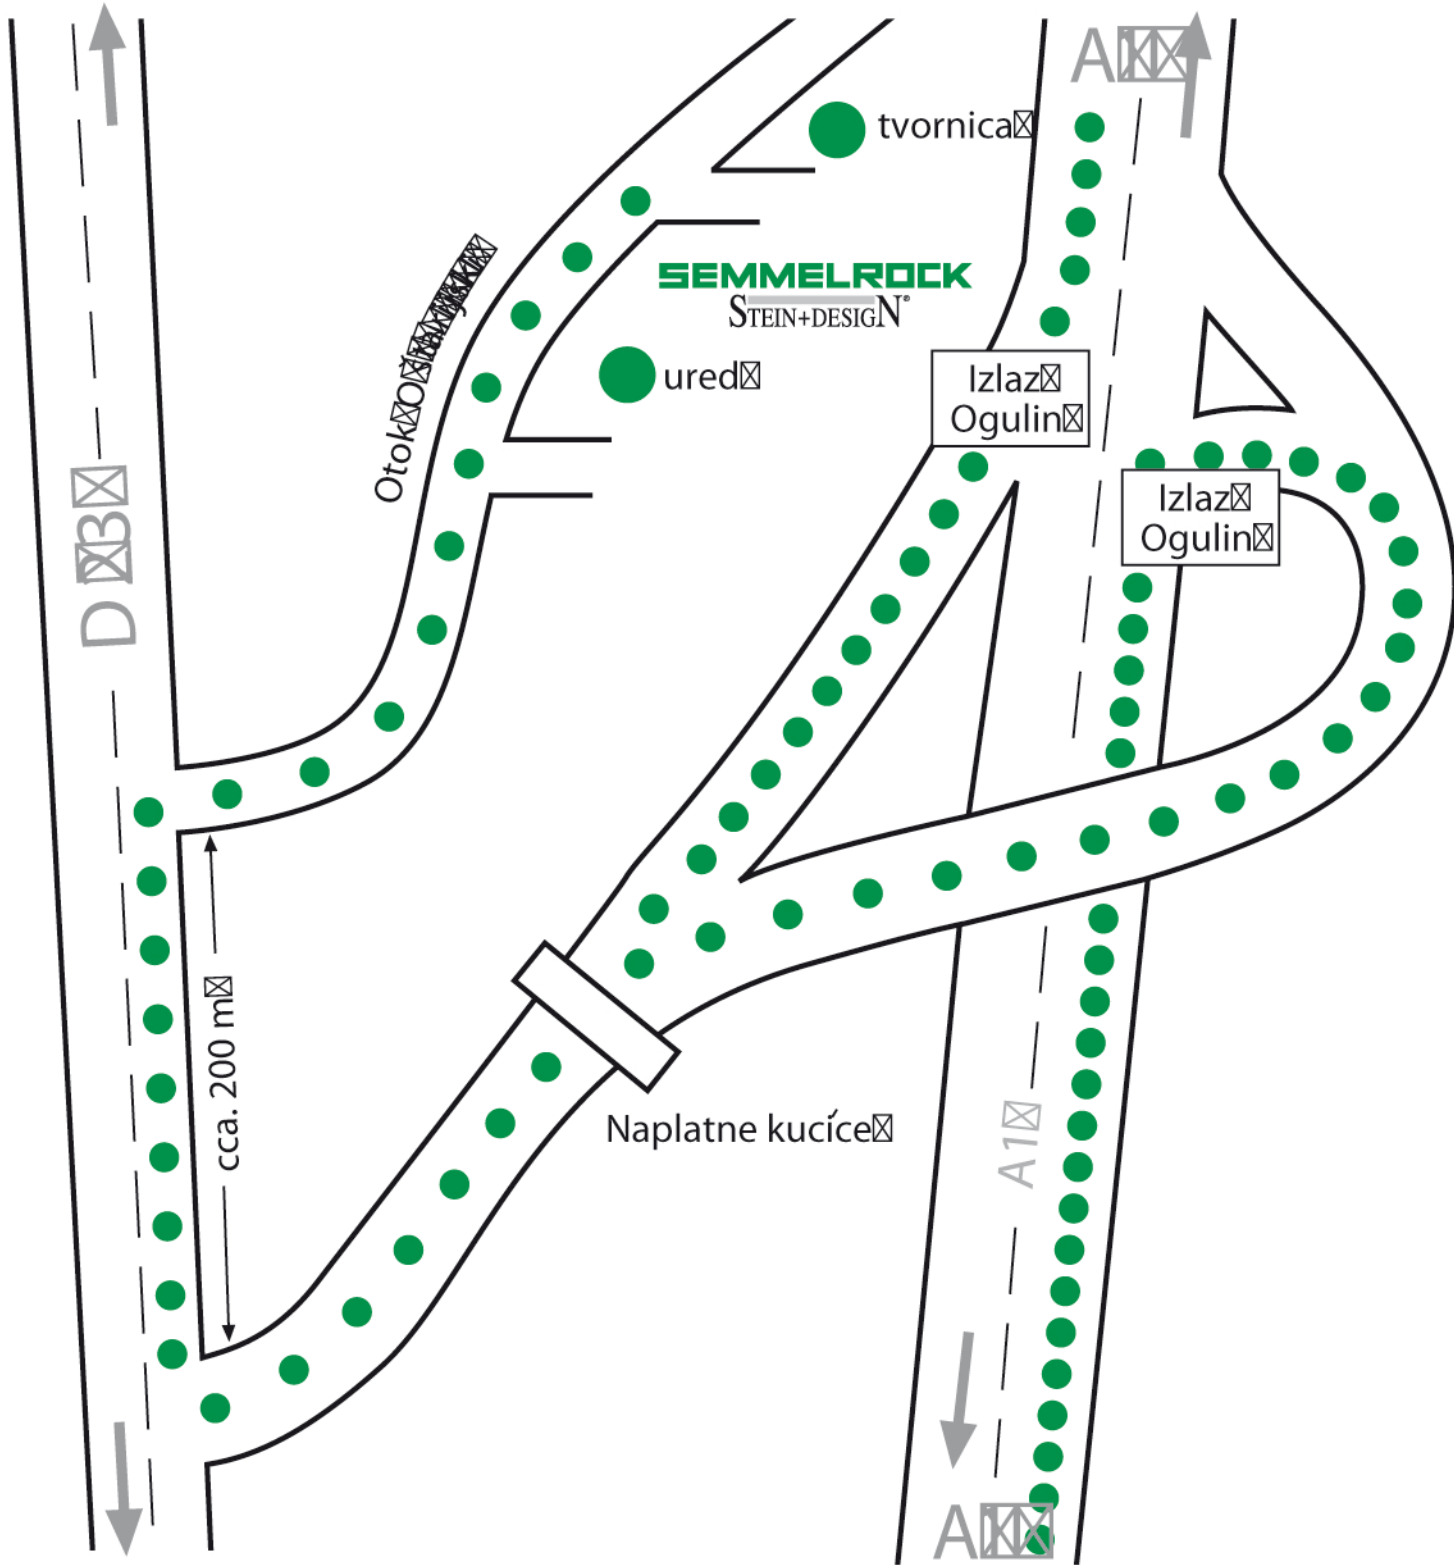 tvornica
SEMMELROCK
STEIN+DESIGN®
ured
Izlaz
Ogulin
Izlaz
Ogulin
Otok
D
cca. 200 m
Naplatne kucíce
A1